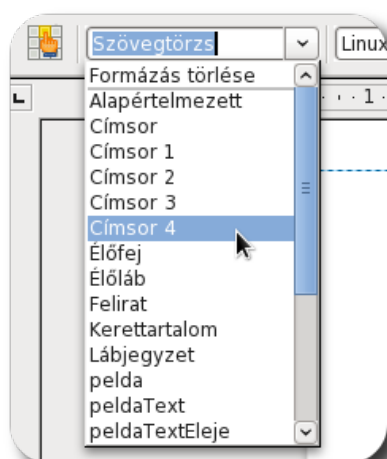 Szövegtörzs
Linux
Formázás törlése
Alapértelmezett
1
Címsor
Címsor 1
Címsor 2
Címsor 3
Címsor 4
Élőfej
Élőláb
Felirat
Kerettartalom
Lábjegyzet
pelda
peldaText
peldaTextEleje